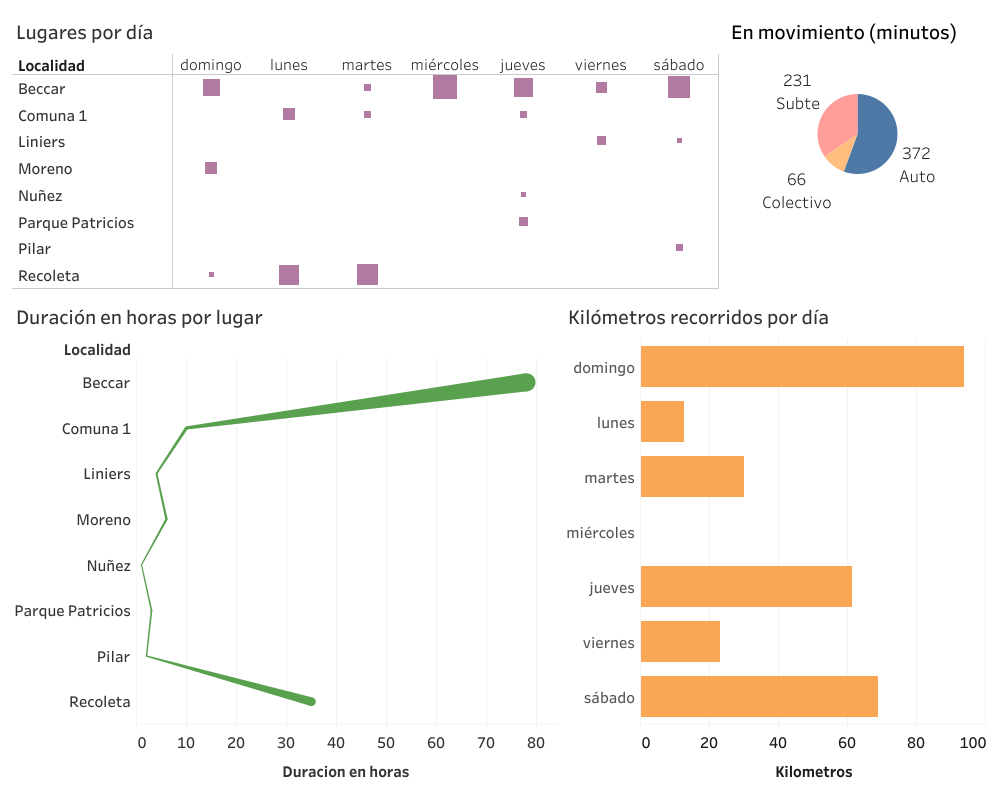 Lugares por día
Localidad domingo lunes martes miércoles jueves viernes sábado
Beccar
Comuna 1
Liniers
Moreno
Nuñez
Parque Patricios
Pilar
Recoleta
En movimiento (minutos)
231
Subte
372
Auto
66
Colectivo
Duración en horas por lugar
Localidad
Beccar
Comuna 1
Liniers
Moreno
Nuñez
Parque Patricios
Pilar
Recoleta
0 10 20 30 40 50 60 70 80
Duracion en horas
Kilómetros recorridos por día
domingo
lunes
martes
miércoles
jueves
viernes
sábado
0 20 40 60 80 100
Kilometros